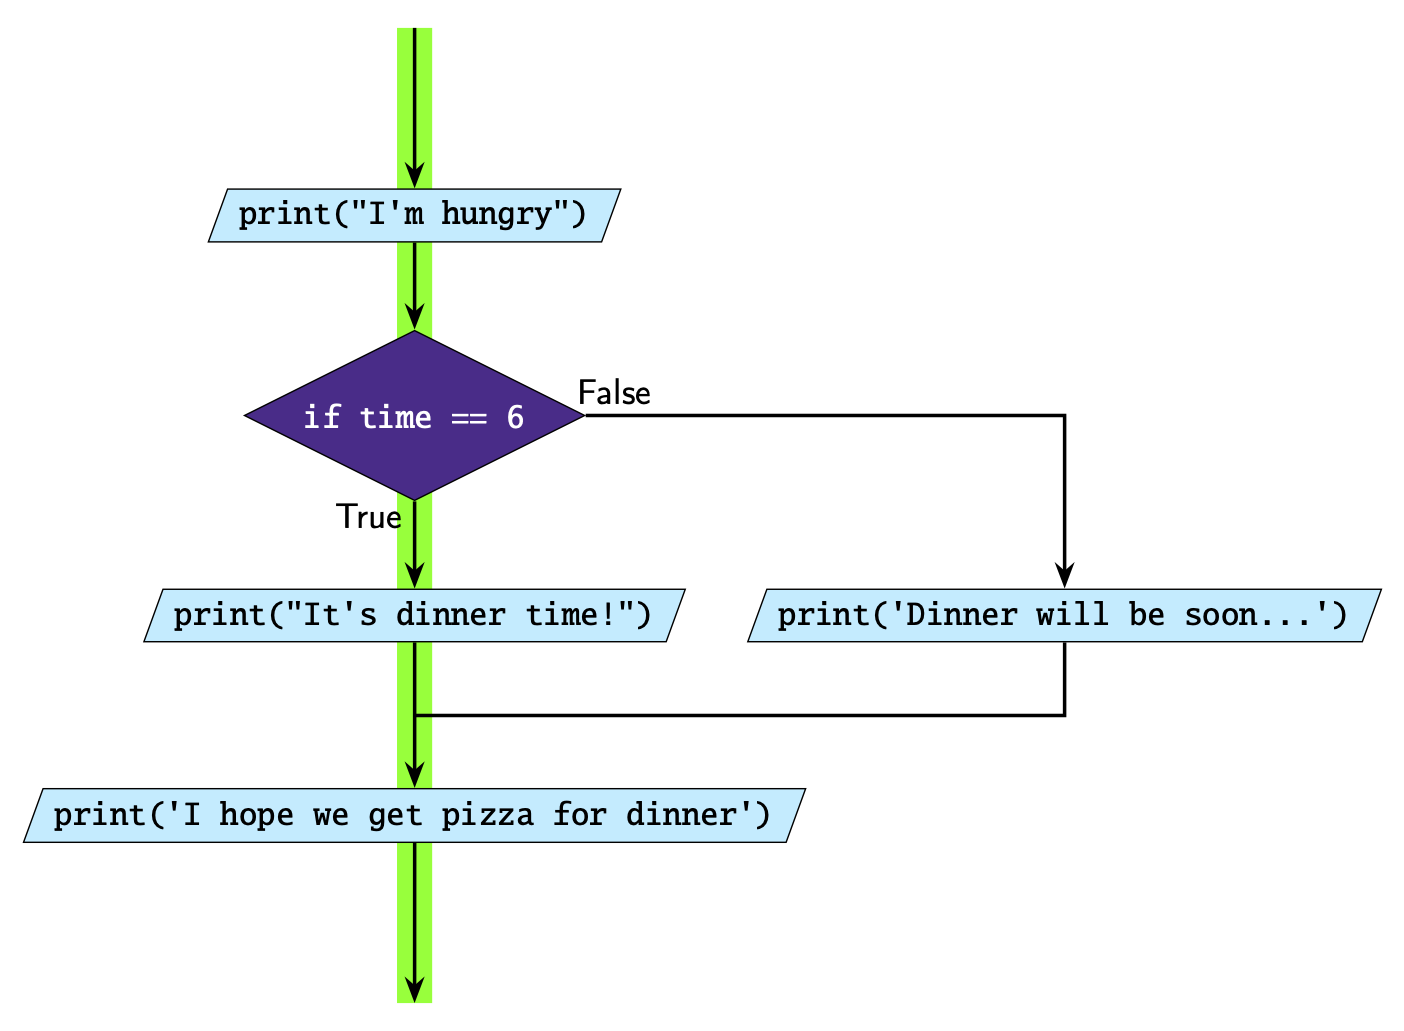 print("I'm hungry")
if time == 6
False
True
print("It's dinner time!")
print('Dinner will be soon...')
print('I hope we get pizza for dinner')